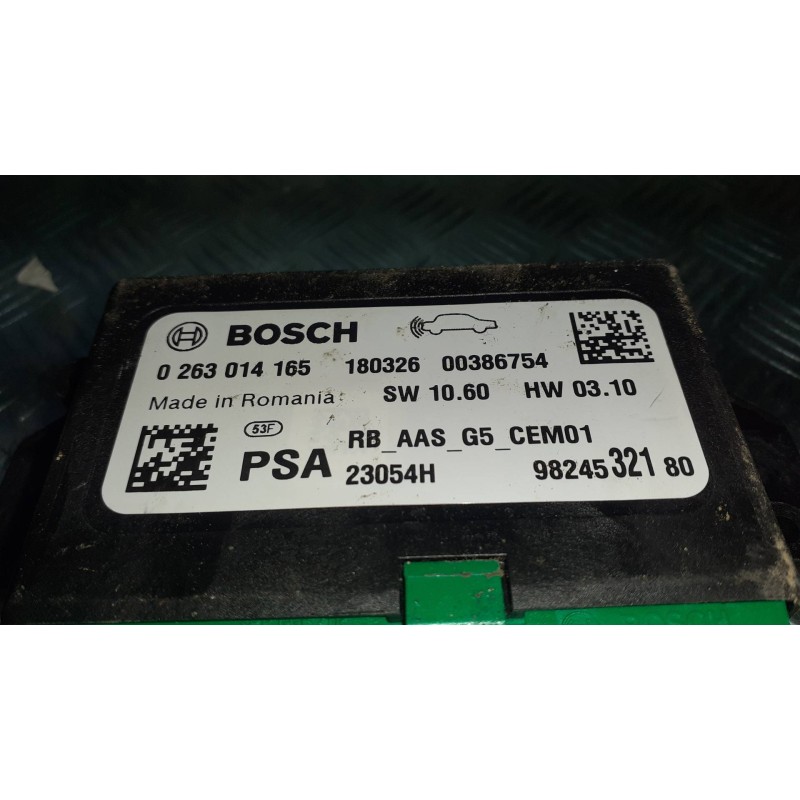 BOSCH
0 263 014 165 180326 00386754
Made in Romania SW 10.60 HW 03.10
53F RB_AAS_G5_CEM01
PSA 23054H 98245 321 80